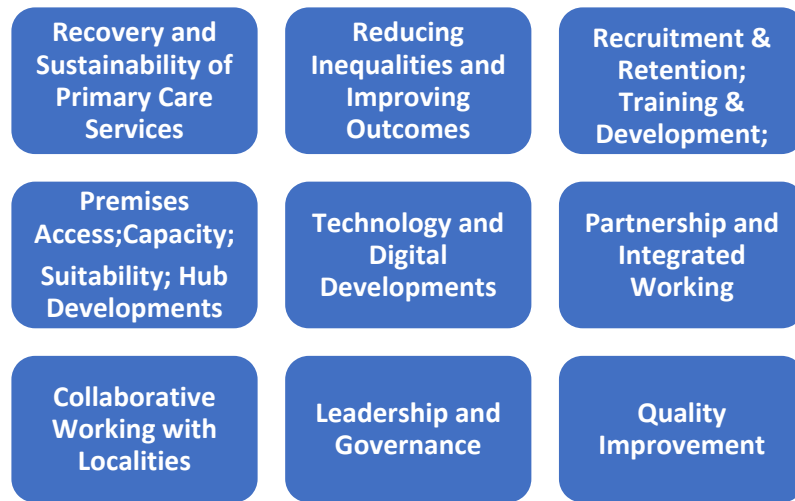 Recovery and
Sustainability of
Primary Care
Services
Reducing
Inequalities and
Improving
Outcomes
Recruitment &
Retention;
Training &
Development;
Premises
Access;Capacity;
Suitability; Hub
Developments
Technology and
Digital
Developments
Partnership and
Integrated
Working
Collaborative
Working with
Localities
Leadership and
Governance
Quality
Improvement